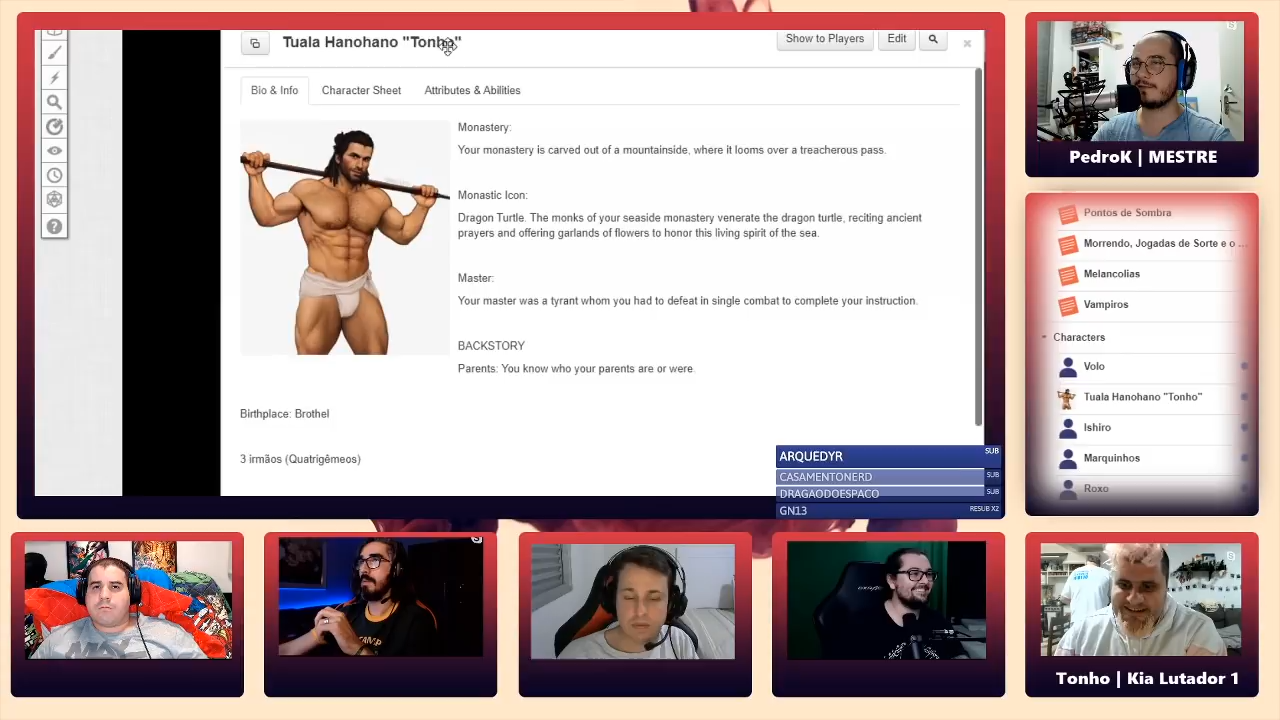 Tuala Hanohano "Tonho"
Show to Players
Edit
Bio & Info
Character Sheet
Attributes & Abilities
Monastery:
Your monastery is carved out of a mountainside, where it looms over a treacherous pass.
Monastic Icon:
Dragon Turtle. The monks of your seaside monastery venerate the dragon turtle, reciting ancient
prayers and offering garlands of flowers to honor this living spirit of the sea.
Master:
Your master was a tyrant whom you had to defeat in single combat to complete your instruction.
BACKSTORY
Parents: You know who your parents are or were.
Birthplace: Brothel
3 irmãos (Quatrigêmeos)
ARQUEDYR SUB
CASAMENTONERD SUB
DRAGAODOESPACO SUB
GN13 RESUB X2
PedroK | MESTRE
Pontos de Sombra
Morrendo, Jogadas de Sorte e o ...
Melancolias
Vampiros
Characters
Volo
Tuala Hanohano "Tonho"
Ishiro
Marquinhos
Roxo
Tonho | Kia Lutador 1